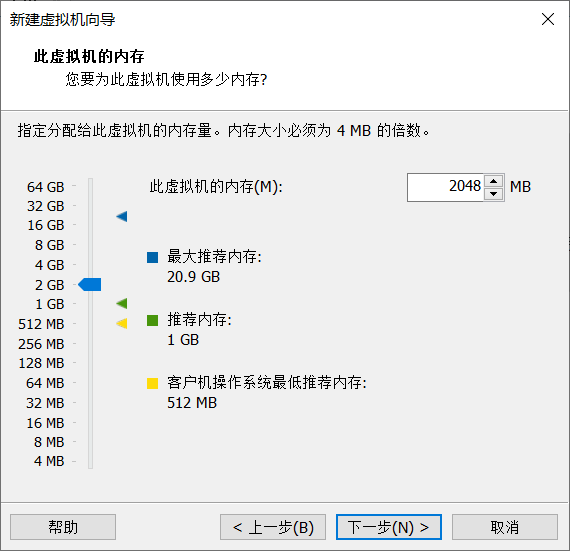 新建虚拟机向导
此虚拟机的内存
您要为此虚拟机使用多少内存?
指定分配给此虚拟机的内存量。内存大小必须为 4 MB 的倍数。
64 GB
32 GB
16 GB
8 GB
4 GB
2 GB
1 GB
512 MB
256 MB
128 MB
64 MB
32 MB
16 MB
8 MB
4 MB
此虚拟机的内存(M): 2048 MB
最大推荐内存:
20.9 GB
推荐内存:
1 GB
客户机操作系统最低推荐内存:
512 MB
帮助 < 上一步(B) 下一步(N) > 取消